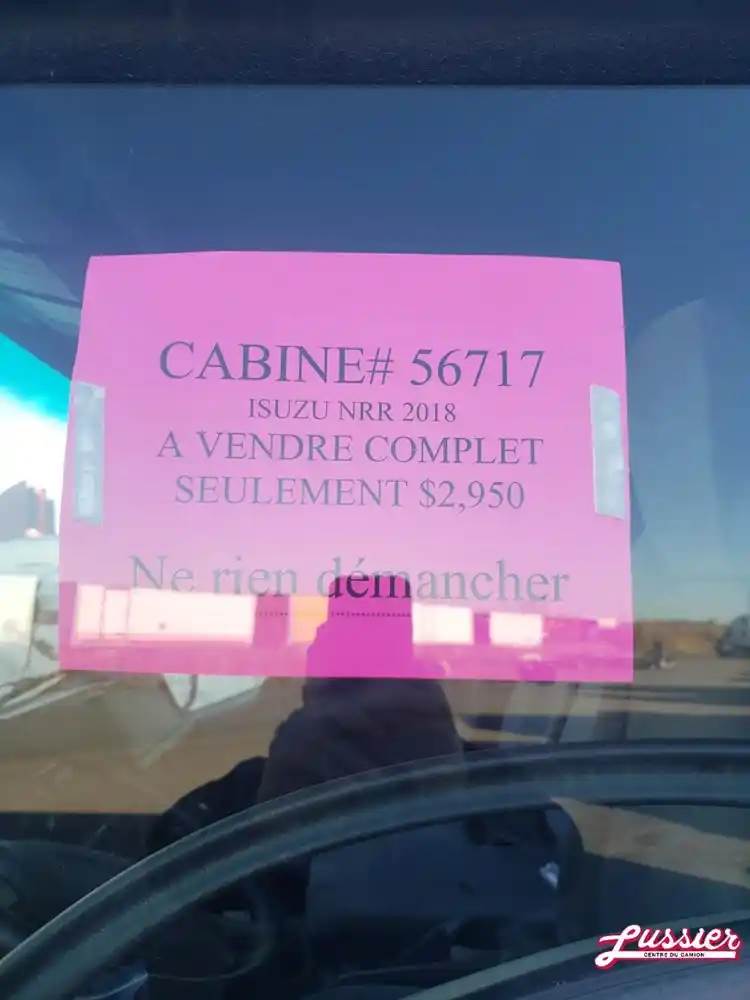 CABINE# 56717
ISUZU NRR 2018
A VENDRE COMPLET
SEULEMENT $2,950
Ne rien démancher
Lussier
CENTRE DU CAMION